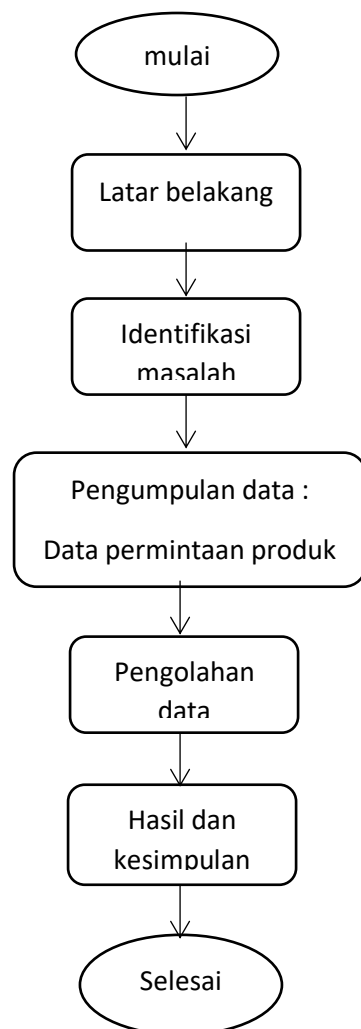 mulai
Latar belakang
Identifikasi
masalah
Pengumpulan data :
Data permintaan produk
Pengolahan
data
Hasil dan
kesimpulan
Selesai